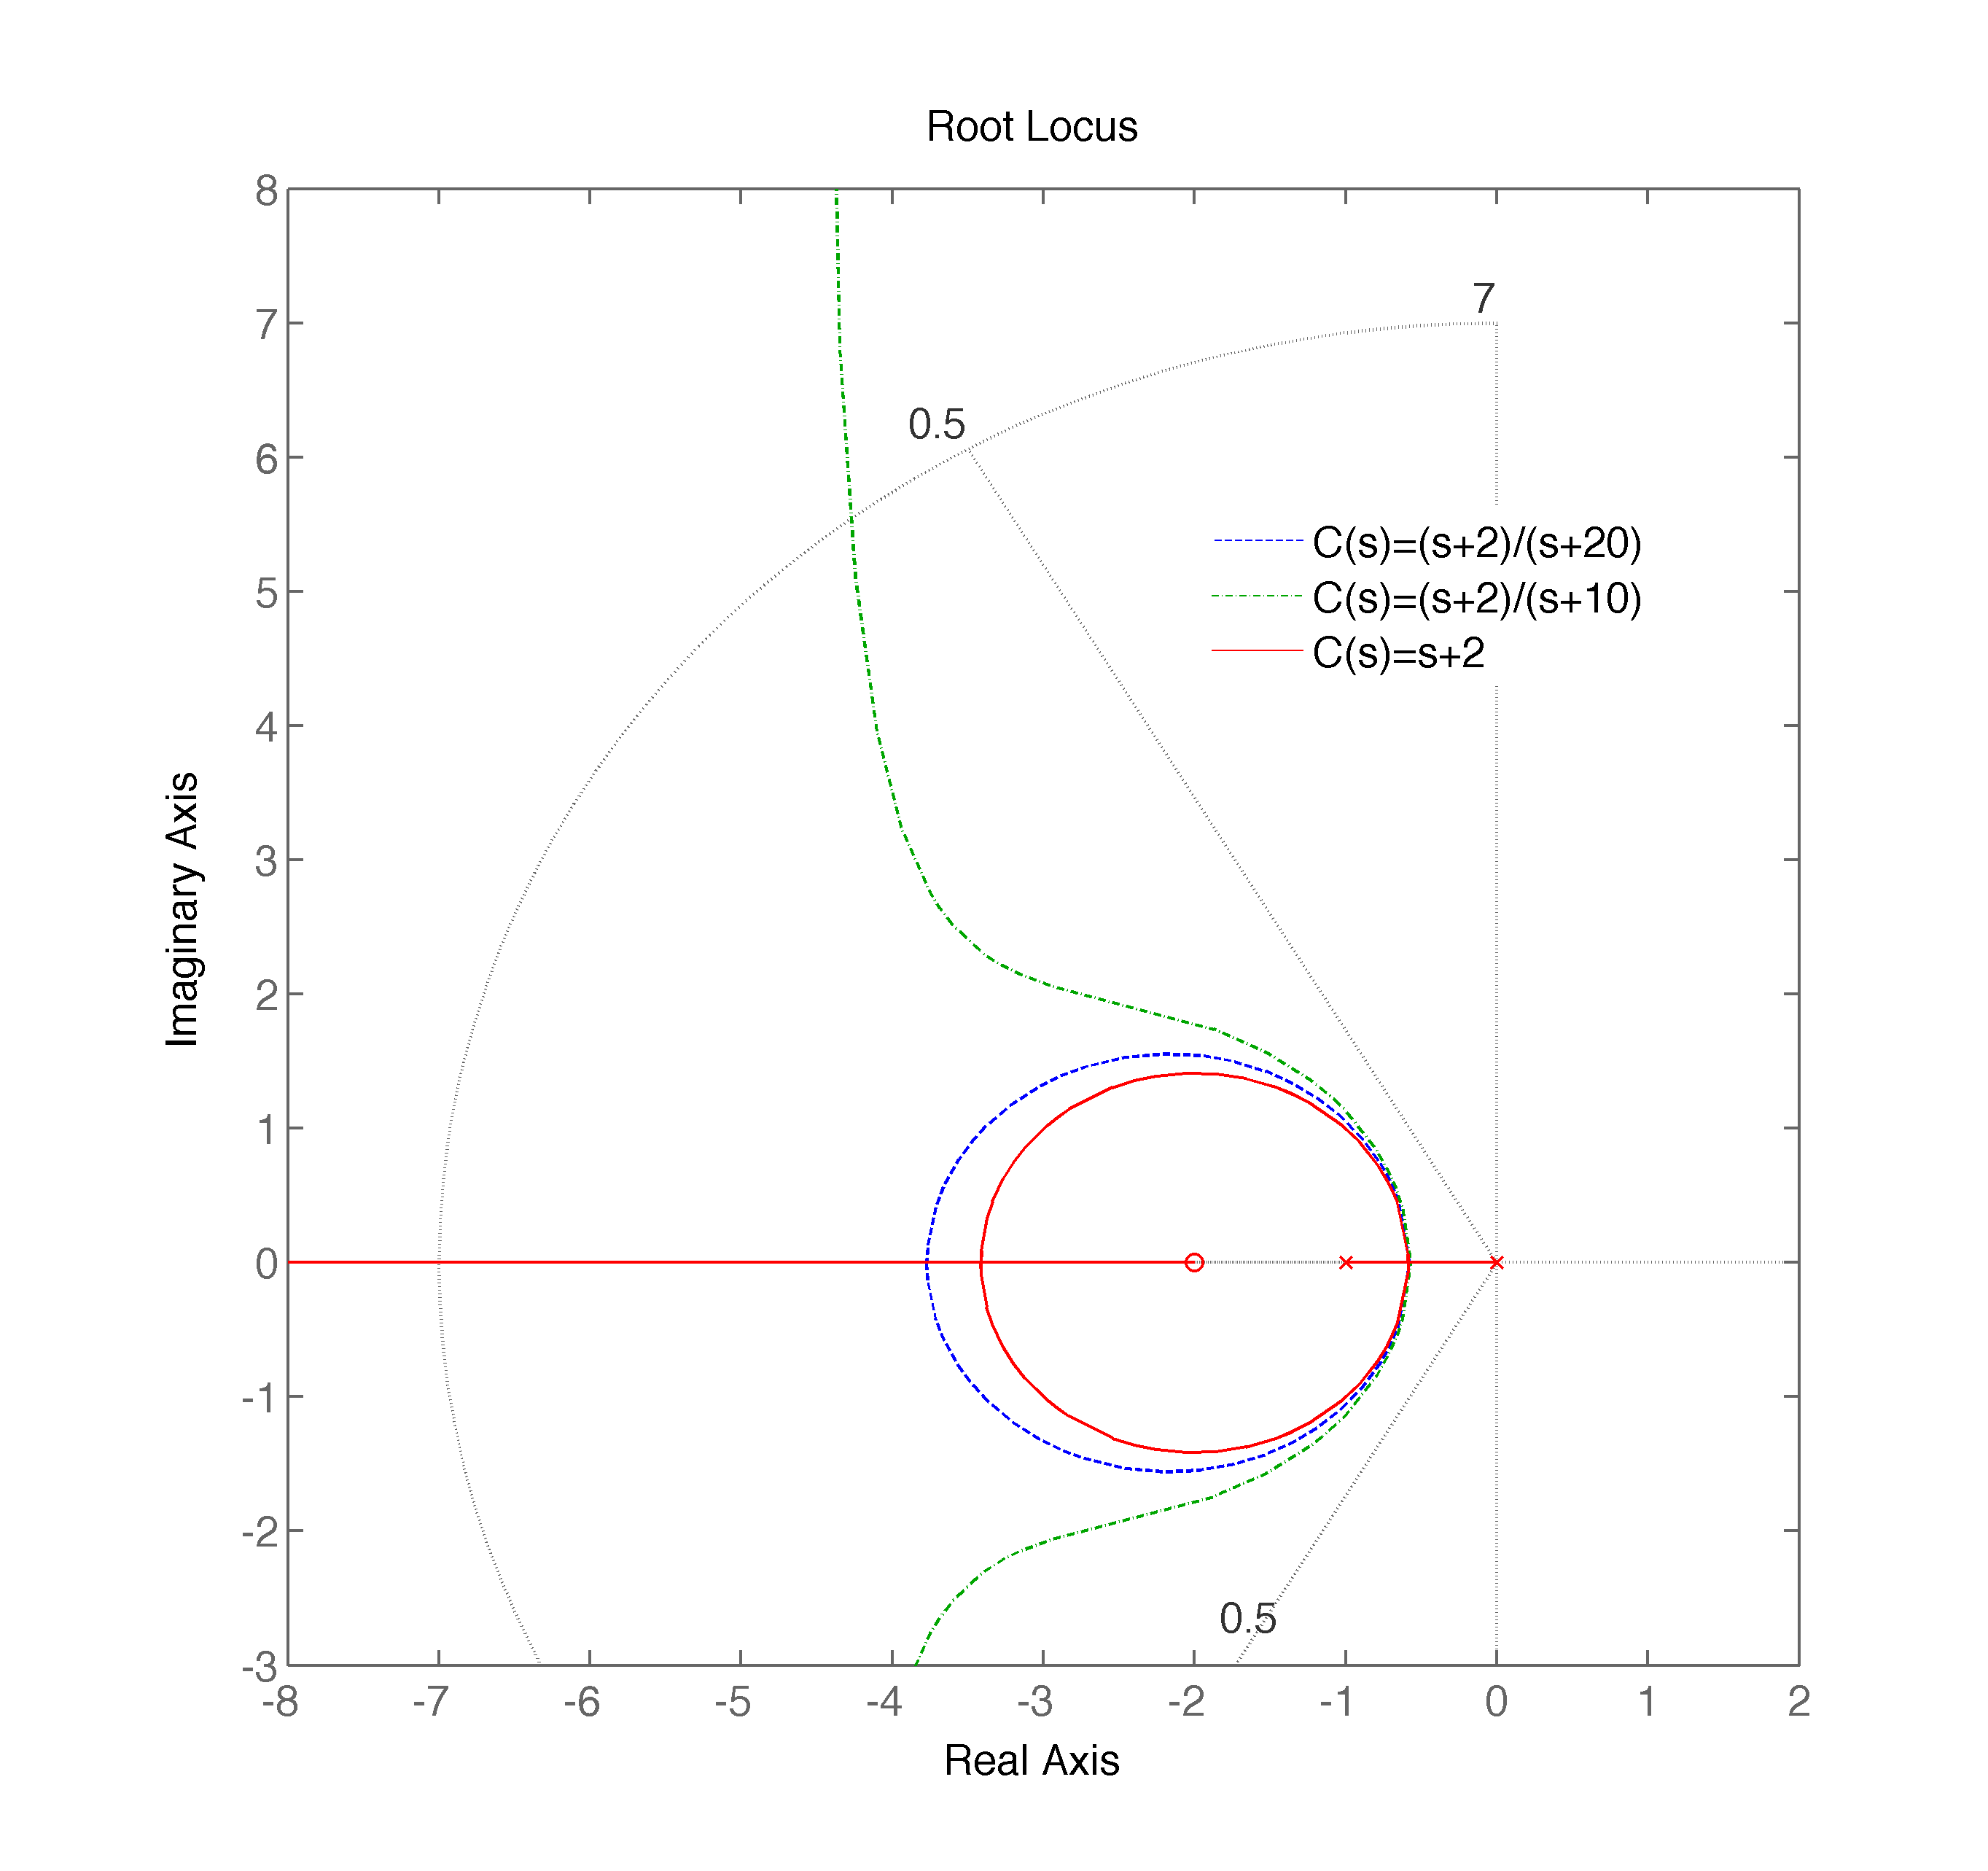 Root Locus
8
7
7
0.5
6
C(s)=(s+2)/(s+20)
5
C(s)=(s+2)/(s+10)
C(s)=s+2
4
3
2
1
0
-1
-2
0.5
-3
-8 -7 -6 -5 -4 -3 -2 -1 0 1 2
Real Axis
Imaginary Axis